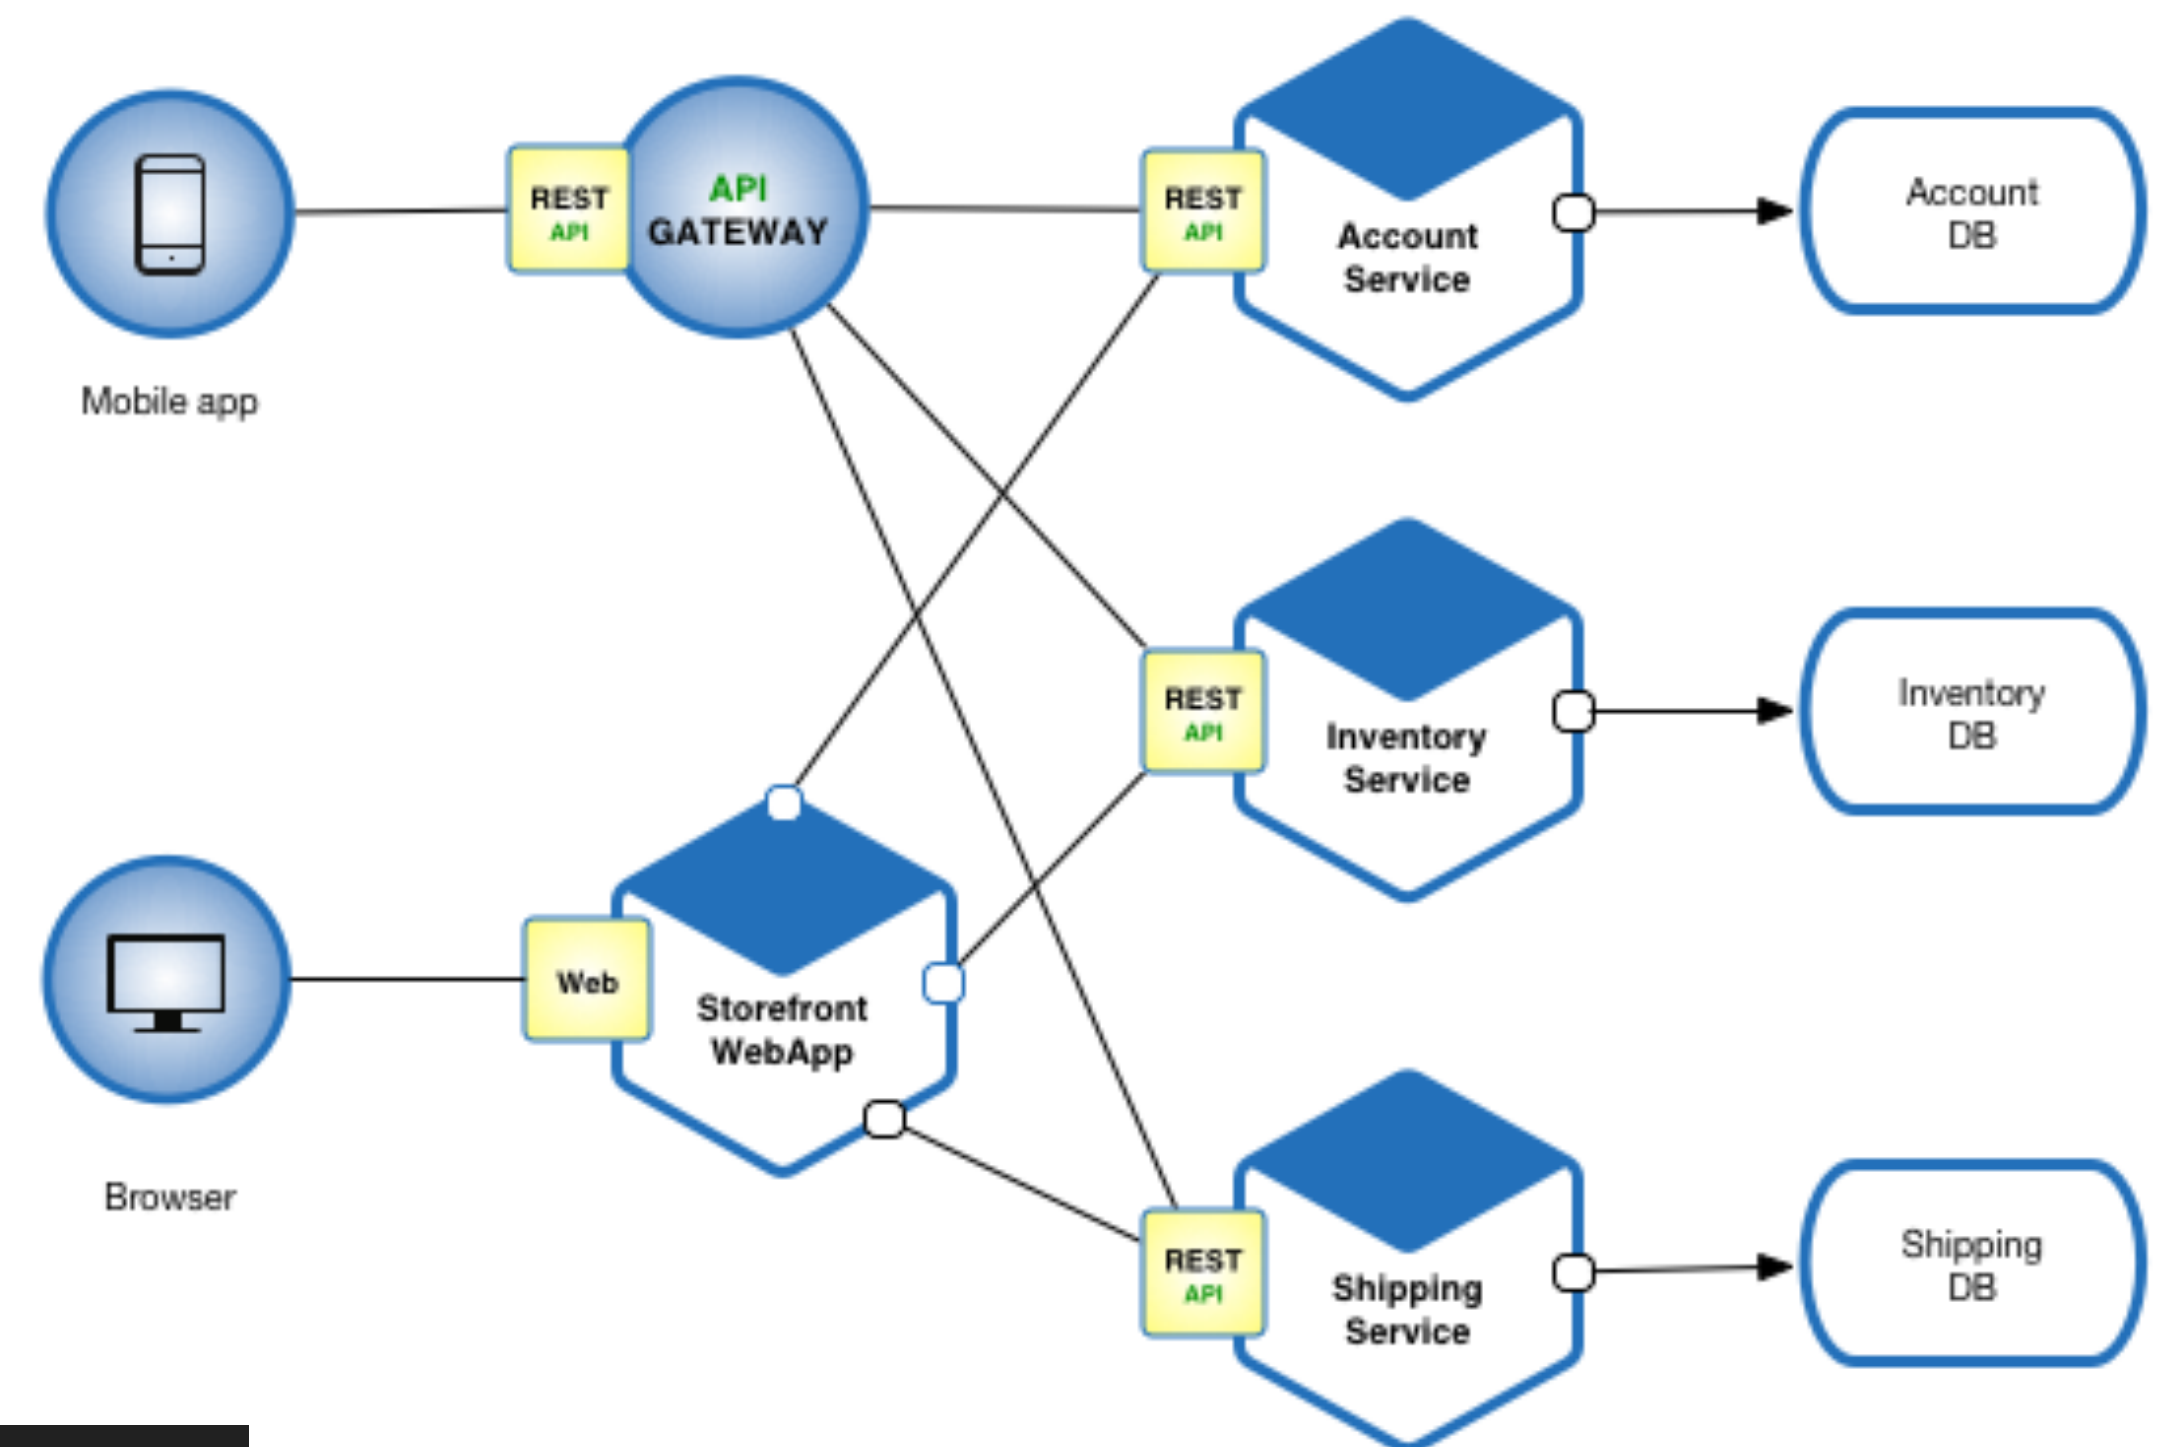 REST
API
API
GATEWAY
REST
API
Account
Service
Account
DB
Mobile app
REST
API
Inventory
Service
Inventory
DB
Web
Storefront
WebApp
Browser
REST
API
Shipping
Service
Shipping
DB